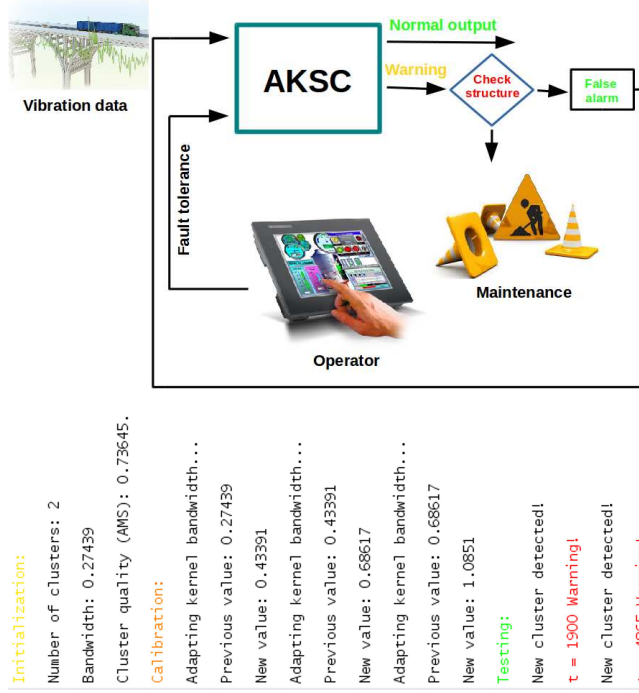 Normal output
AKSC
Warning
Check
structure
False
alarm
Vibration data
Fault tolerance
Maintenance
Operator
Initialization:
Number of clusters: 2
Bandwidth: 0.27439
Cluster quality (AMS): 0.73645.
Calibration:
Adapting kernel bandwidth...
Previous value: 0.27439
New value: 0.43391
Adapting kernel bandwidth...
Previous value: 0.43391
New value: 0.68617
Adapting kernel bandwidth...
Previous value: 0.68617
New value: 1.0851
Testing:
New cluster detected!
t = 1900 Warning!
New cluster detected!